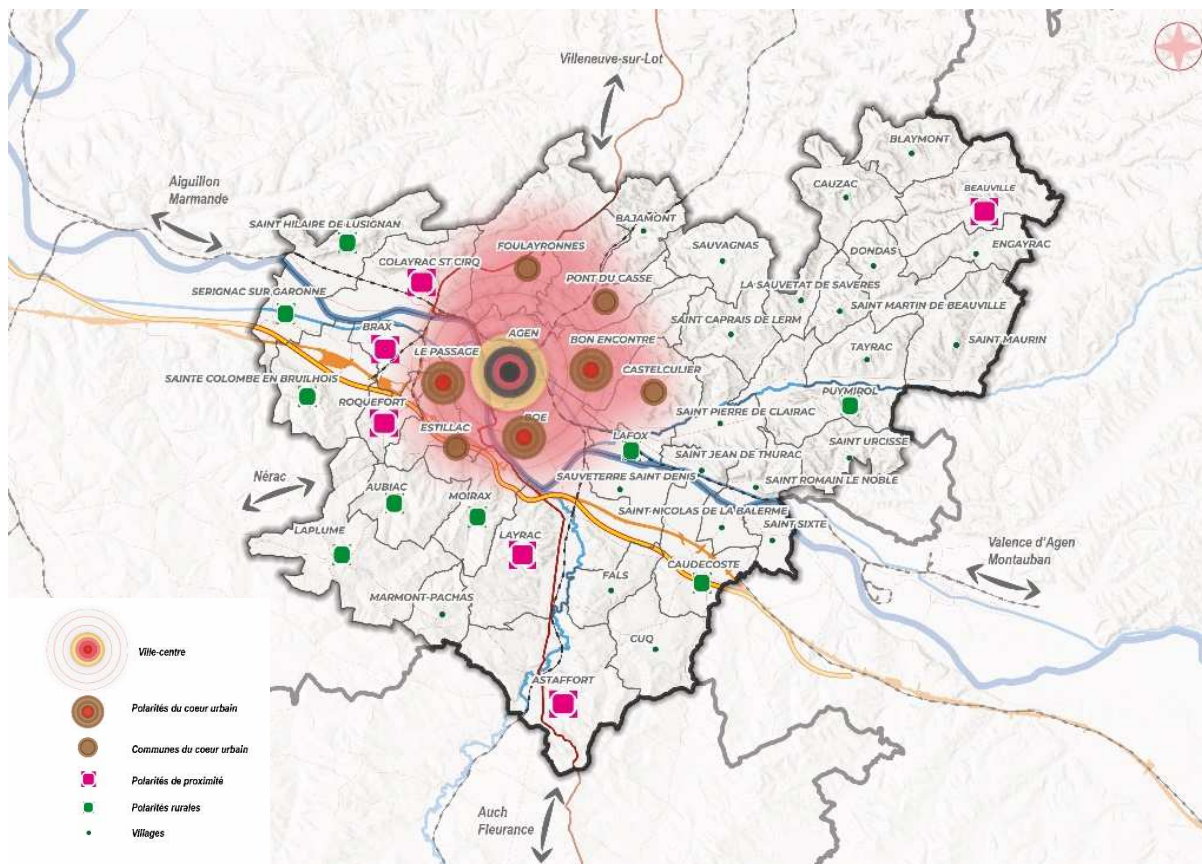 Villeneuve-sur-Lot
BLAYMONT
CAUZAC
BEAUVILLE
Aiguillon
Marmande
SAINT HILAIRE DE LUSIGNAN
BAJAMONT
FOULAYRONNES
SAUVAGNAS
DONDAS
ENGAYRAC
COLAYRAC ST CIRQ
PONT DU CASSE
LA SAUVETAT DE SAVERES
SERIGNAC SUR GARONNE
SAINT MARTIN DE BEAUVILLE
SAINT CAPRAIS DE LERM
BRAX
AGEN
BON ENCONTRE
SAINT MAURIN
LE PASSAGE
TAYRAC
CASTELCULIER
SAINTE COLOMBE EN BRUILHOIS
PUYMIROL
ROQUEFORT
SAINT PIERRE DE CLAIRAC
BOE
ESTILLAC
LAFOX
SAINT URCISSE
SAINT JEAN DE THURAC
Nérac
SAUVETERRE SAINT DENIS
SAINT ROMAIN LE NOBLE
AUBIAC
MOIRAX
SAINT-NICOLAS DE LA BALERME
SAINT SIXTE
LAPLUME
LAYRAC
Valence d'Agen
Montauban
CAUDECOSTE
FALS
MARMONT-PACHAS
CUQ
ASTAFFORT
Auch
Fleurance
Ville-centre
Polarités du coeur urbain
Communes du coeur urbain
Polarités de proximité
Polarités rurales
Villages